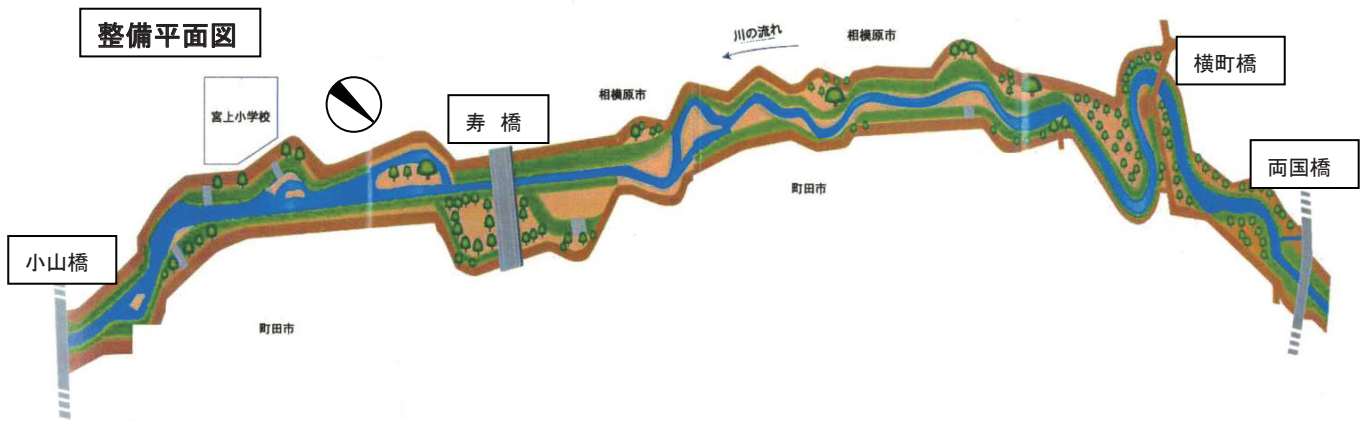 整備平面図
川の流れ
相模原市
横町橋
宮上小学校
相模原市
寿 橋
両国橋
町田市
小山橋
町田市